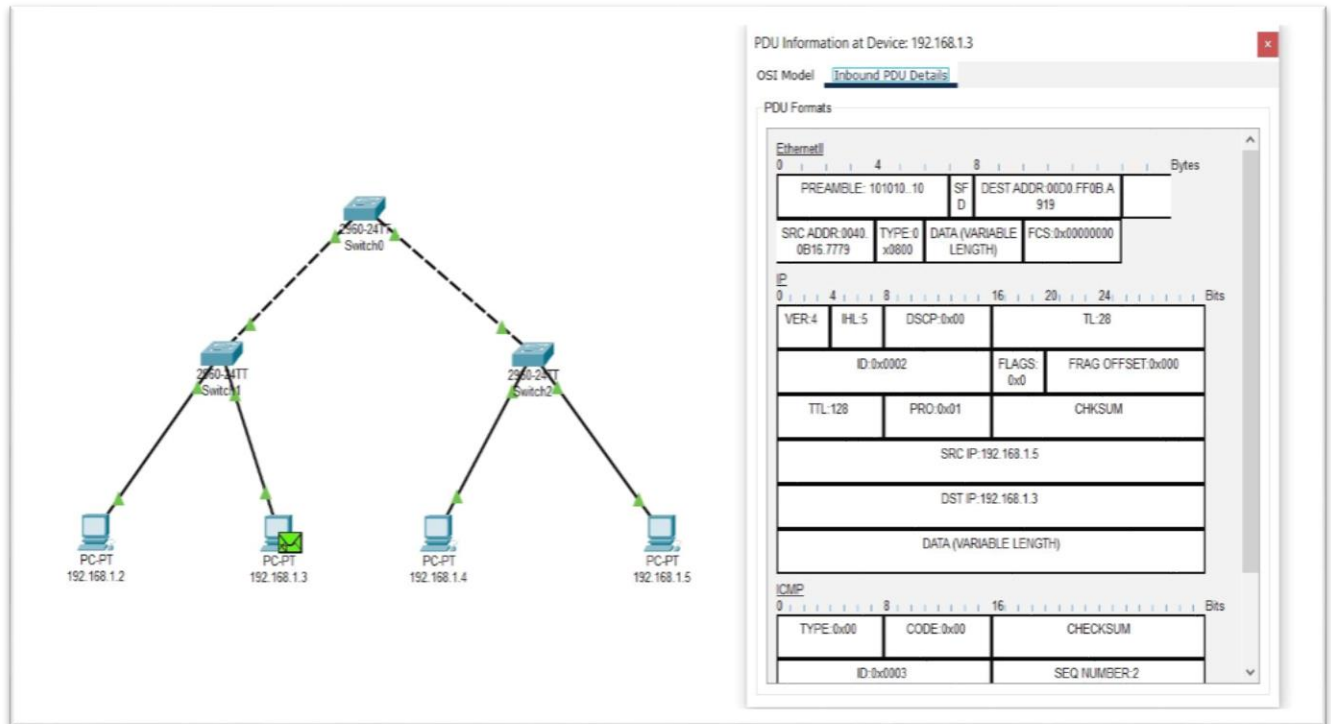 2960-24TT
Switch0
2960-24TT
Switch1
2960-24TT
Switch2
PC-PT
192.168.1.2
PC-PT
192.168.1.3
PC-PT
192.168.1.4
PC-PT
192.168.1.5
PDU Information at Device: 192.168.1.3
x
OSI Model Inbound PDU Details
PDU Formats
EthernetII
0 4 8 Bytes
PREAMBLE: 101010..10
SF
D
DEST ADDR:00D0.FF0B.A
919
SRC ADDR:0040.
0B16.7779
TYPE:0
x0800
DATA (VARIABLE
LENGTH)
FCS:0x00000000
IP
0 4 8 16 20 24 Bits
VER:4 IHL:5 DSCP:0x00 TL:28
ID:0x0002
FLAGS:
0x0
FRAG OFFSET:0x000
TTL:128 PRO:0x01 CHKSUM
SRC IP:192.168.1.5
DST IP:192.168.1.3
DATA (VARIABLE LENGTH)
ICMP
0 8 16 Bits
TYPE:0x00 CODE:0x00 CHECKSUM
ID:0x0003 SEQ NUMBER:2